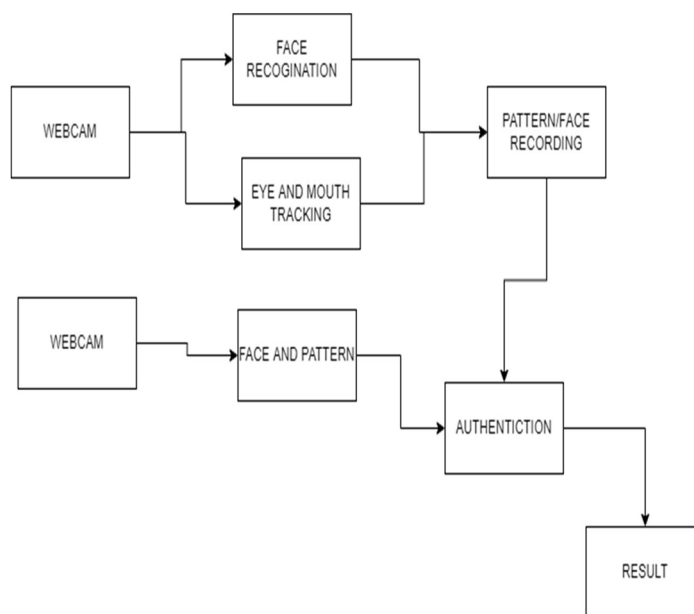 FACE
RECOGINATION
WEBCAM
PATTERN/FACE
RECORDING
EYE AND MOUTH
TRACKING
WEBCAM
FACE AND PATTERN
AUTHENTICTION
RESULT